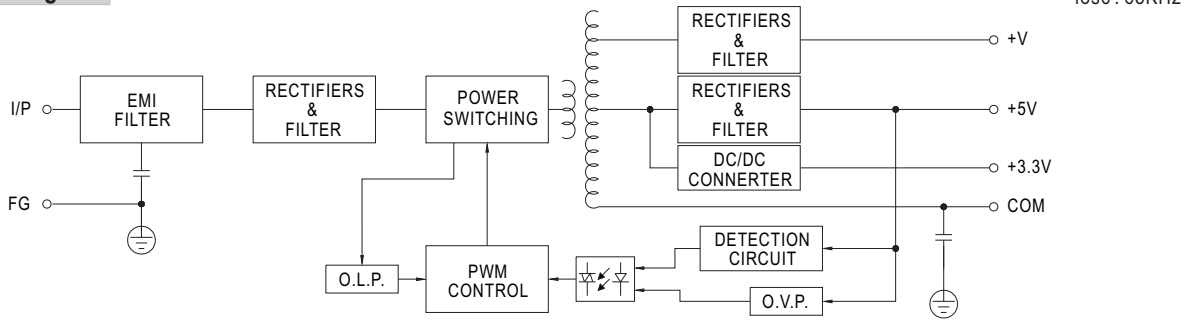 RECTIFIERS
&
FILTER
+V
I/P
EMI
FILTER
RECTIFIERS
&
FILTER
POWER
SWITCHING
RECTIFIERS
&
FILTER
+5V
DC/DC
CONNERTER
+3.3V
FG
COM
DETECTION
CIRCUIT
O.L.P.
PWM
CONTROL
O.V.P.